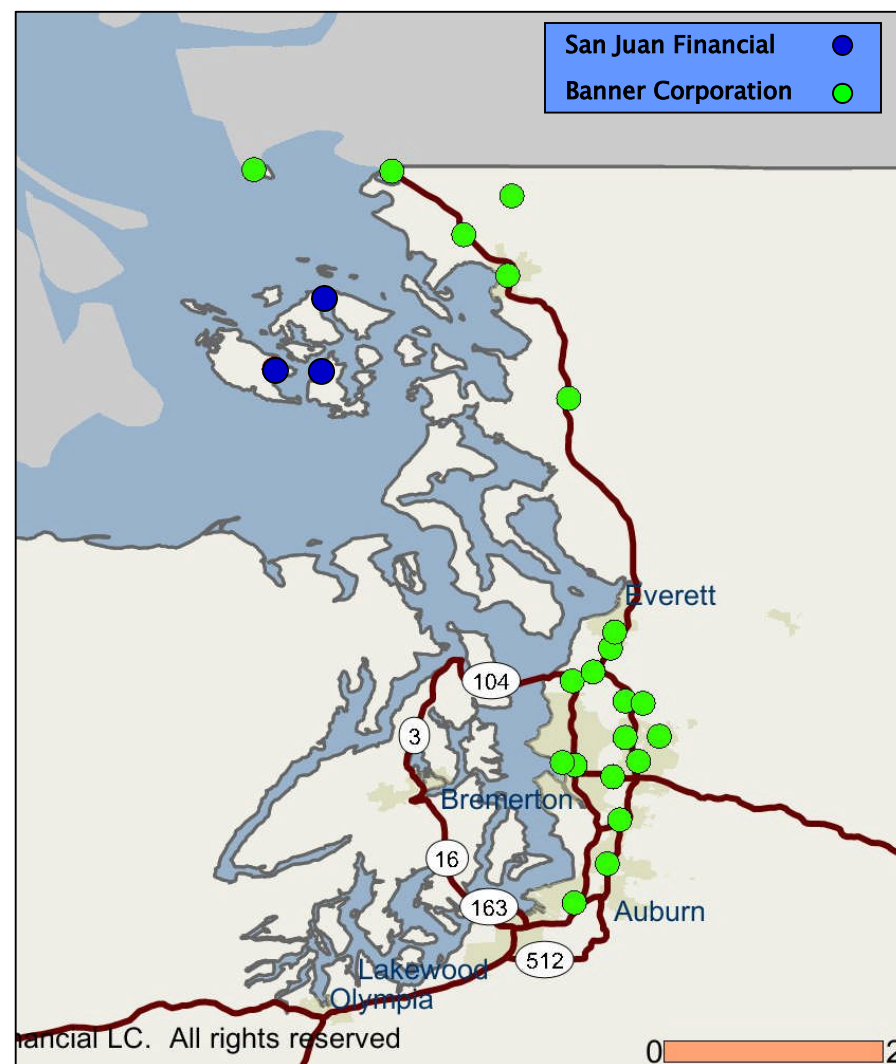 San Juan Financial
Banner Corporation
Everett
104
3
Bremerton
16
163
Auburn
512
Lakewood
Olympia
LC. All rights reserved
0